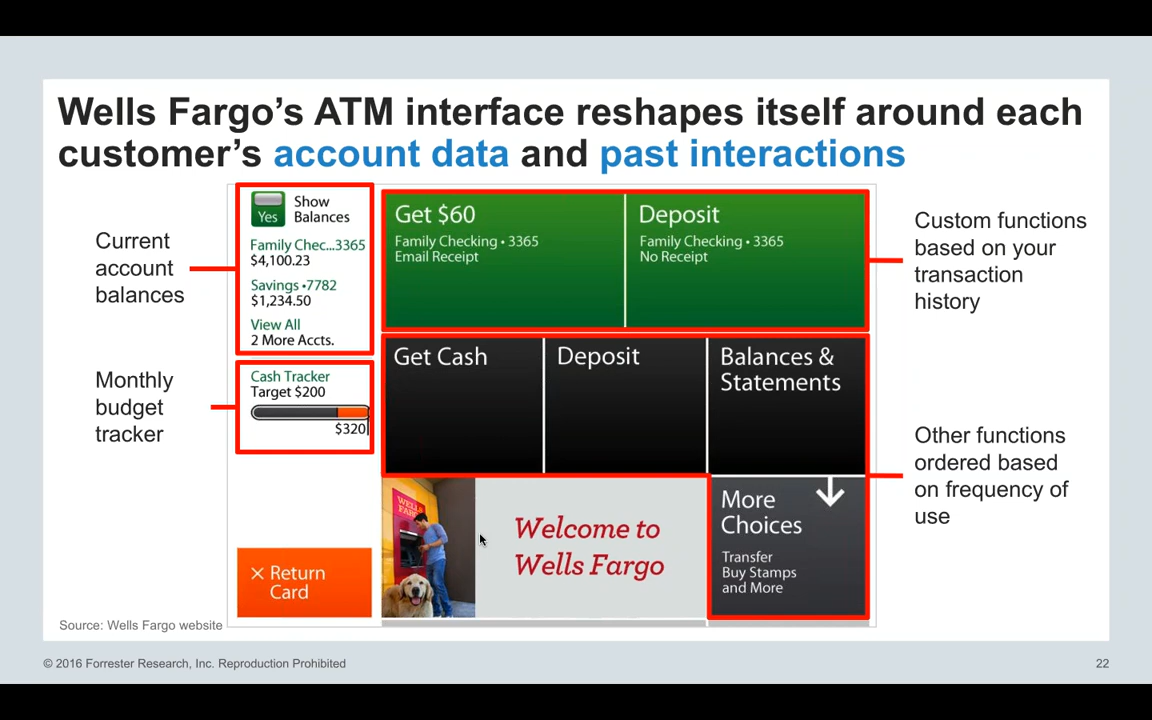 Wells Fargo’s ATM interface reshapes itself around each
customer’s account data and past interactions
Current
account
balances
Monthly
budget
tracker
Yes
Show
Balances
Family Chec...3365
$4,100.23
Savings •7782
$1,234.50
View All
2 More Accts.
Cash Tracker
Target $200
$320
× Return
Card
Get $60
Family Checking • 3365
Email Receipt
Deposit
Family Checking • 3365
No Receipt
Get Cash
Deposit
Balances &
Statements
WELLS
Welcome to
Wells Fargo
More
Choices
Transfer
Buy Stamps
and More
Custom functions
based on your
transaction
history
Other functions
ordered based
on frequency of
use
Source: Wells Fargo website
© 2016 Forrester Research, Inc. Reproduction Prohibited
22